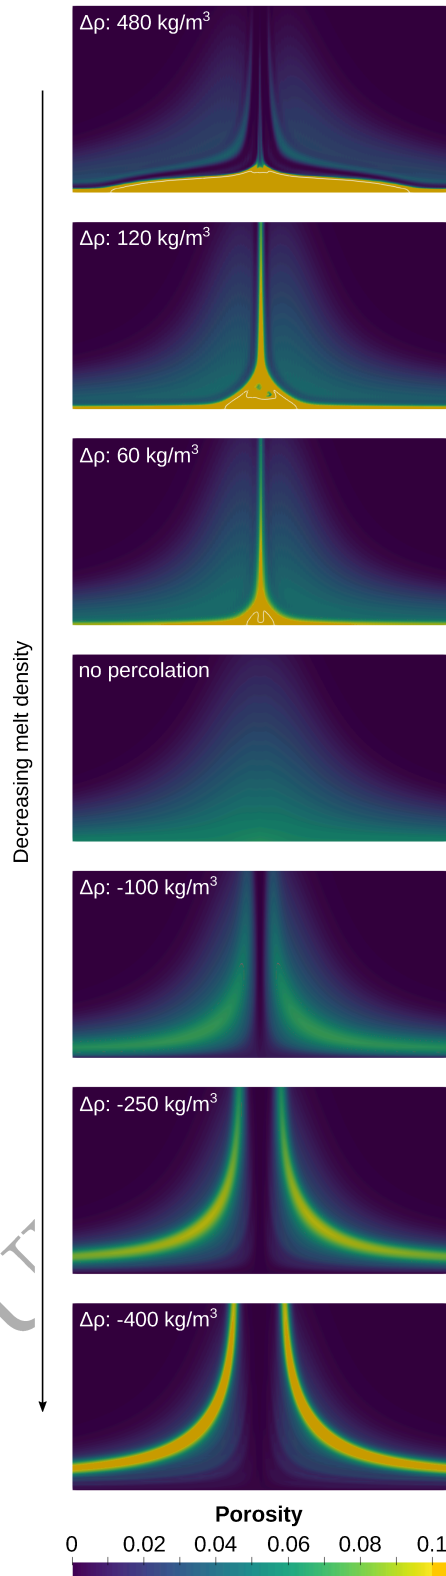 Δρ: 480 kg/m³
Δρ: 120 kg/m³
Δρ: 60 kg/m³
no percolation
Δρ: -100 kg/m³
Δρ: -250 kg/m³
Δρ: -400 kg/m³
Decreasing melt density
Porosity
0 0.02 0.04 0.06 0.08 0.1